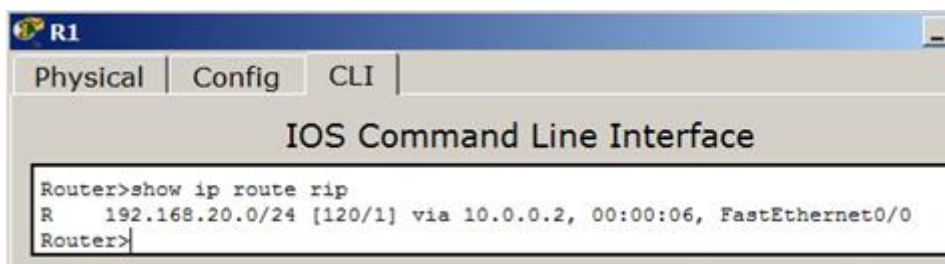 R1
Physical Config CLI
IOS Command Line Interface
Router>show ip route rip
R 192.168.20.0/24 [120/1] via 10.0.0.2, 00:00:06, FastEthernet0/0
Router>